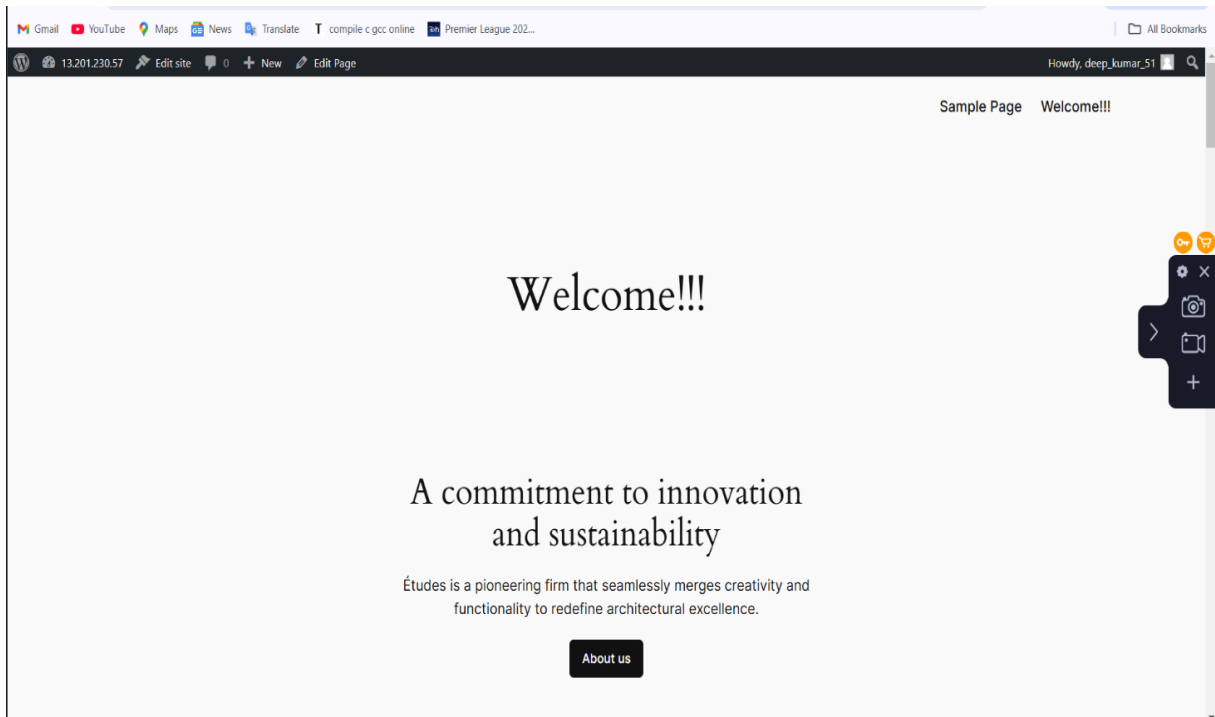 Gmail YouTube Maps News Translate T compile c gcc online Premier League 202... All Bookmarks
13.201.230.57 Edit site 0 + New Edit Page Howdy, deep_kumar_51
Sample Page Welcome!!!
Welcome!!!
A commitment to innovation
and sustainability
Études is a pioneering firm that seamlessly merges creativity and
functionality to redefine architectural excellence.
About us